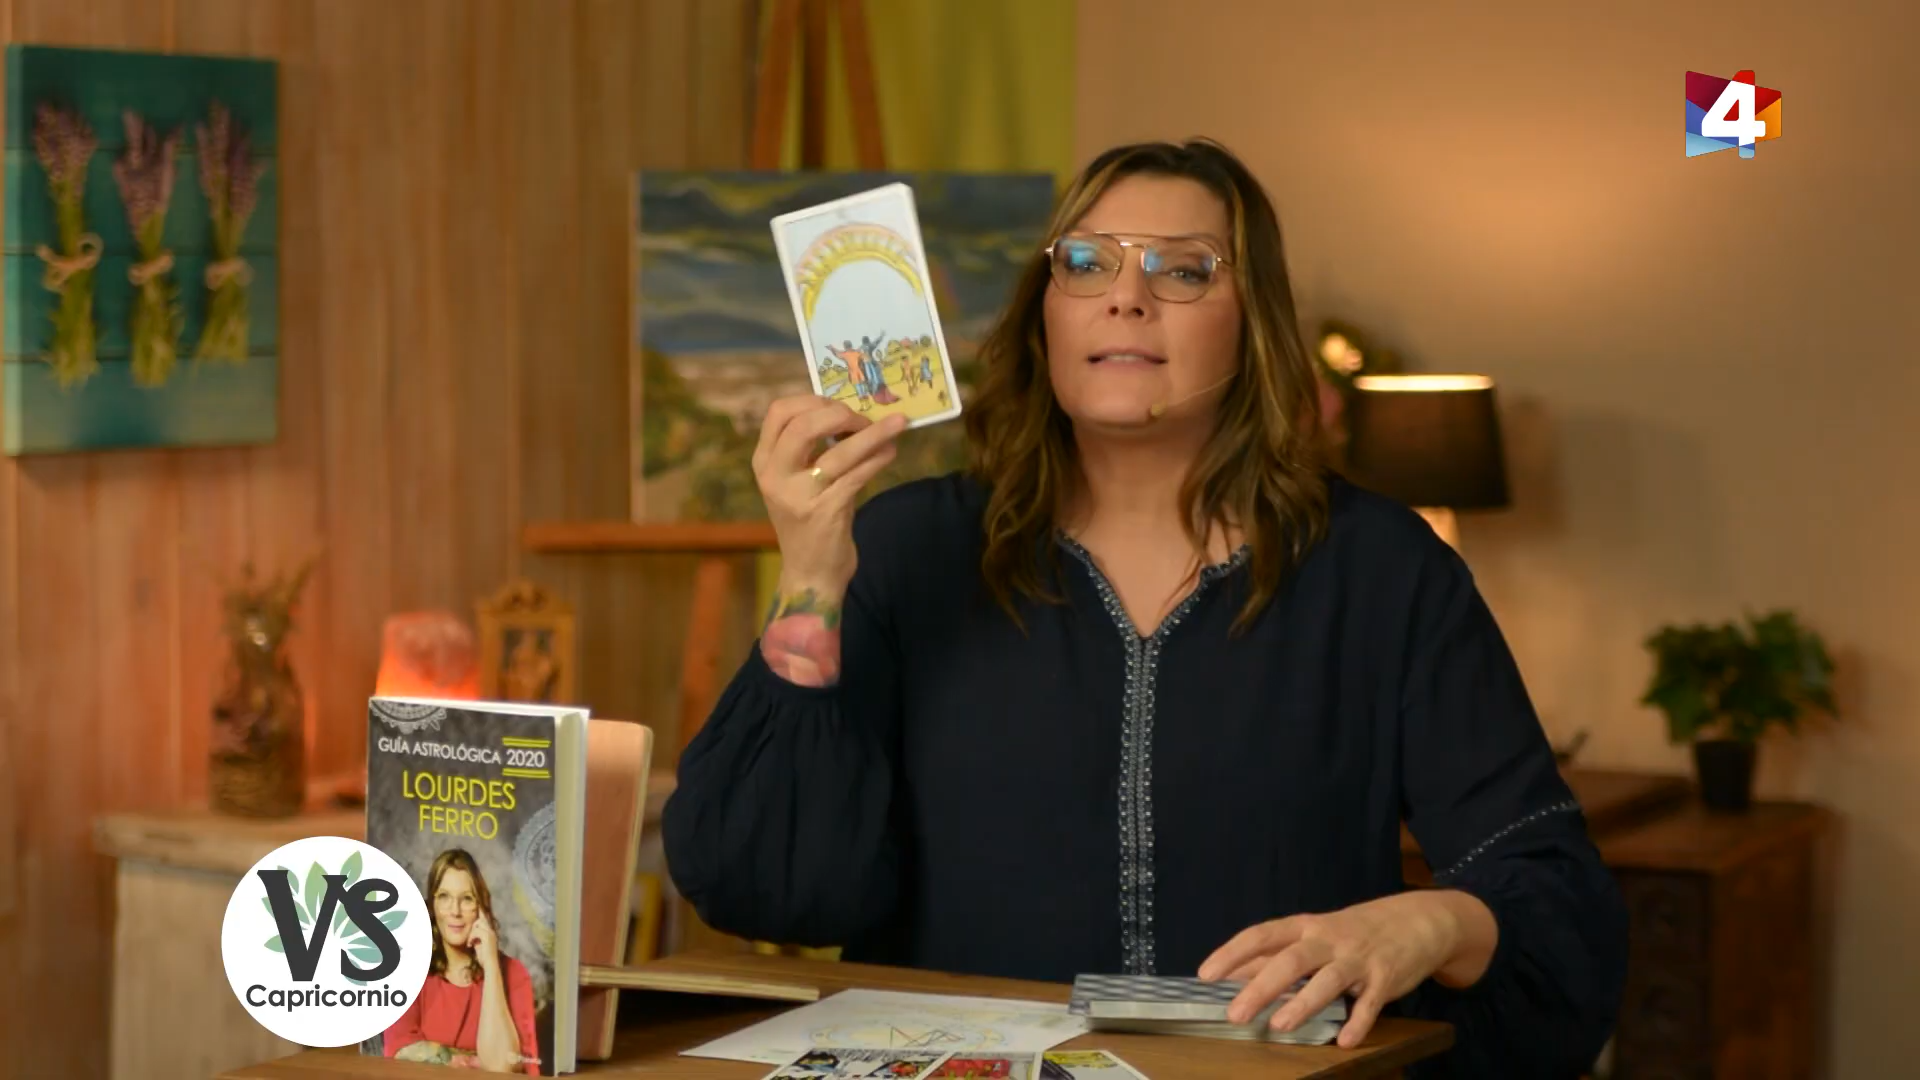 4
GUÍA ASTROLÓGICA 2020
LOURDES
FERRO
VS
Capricornio